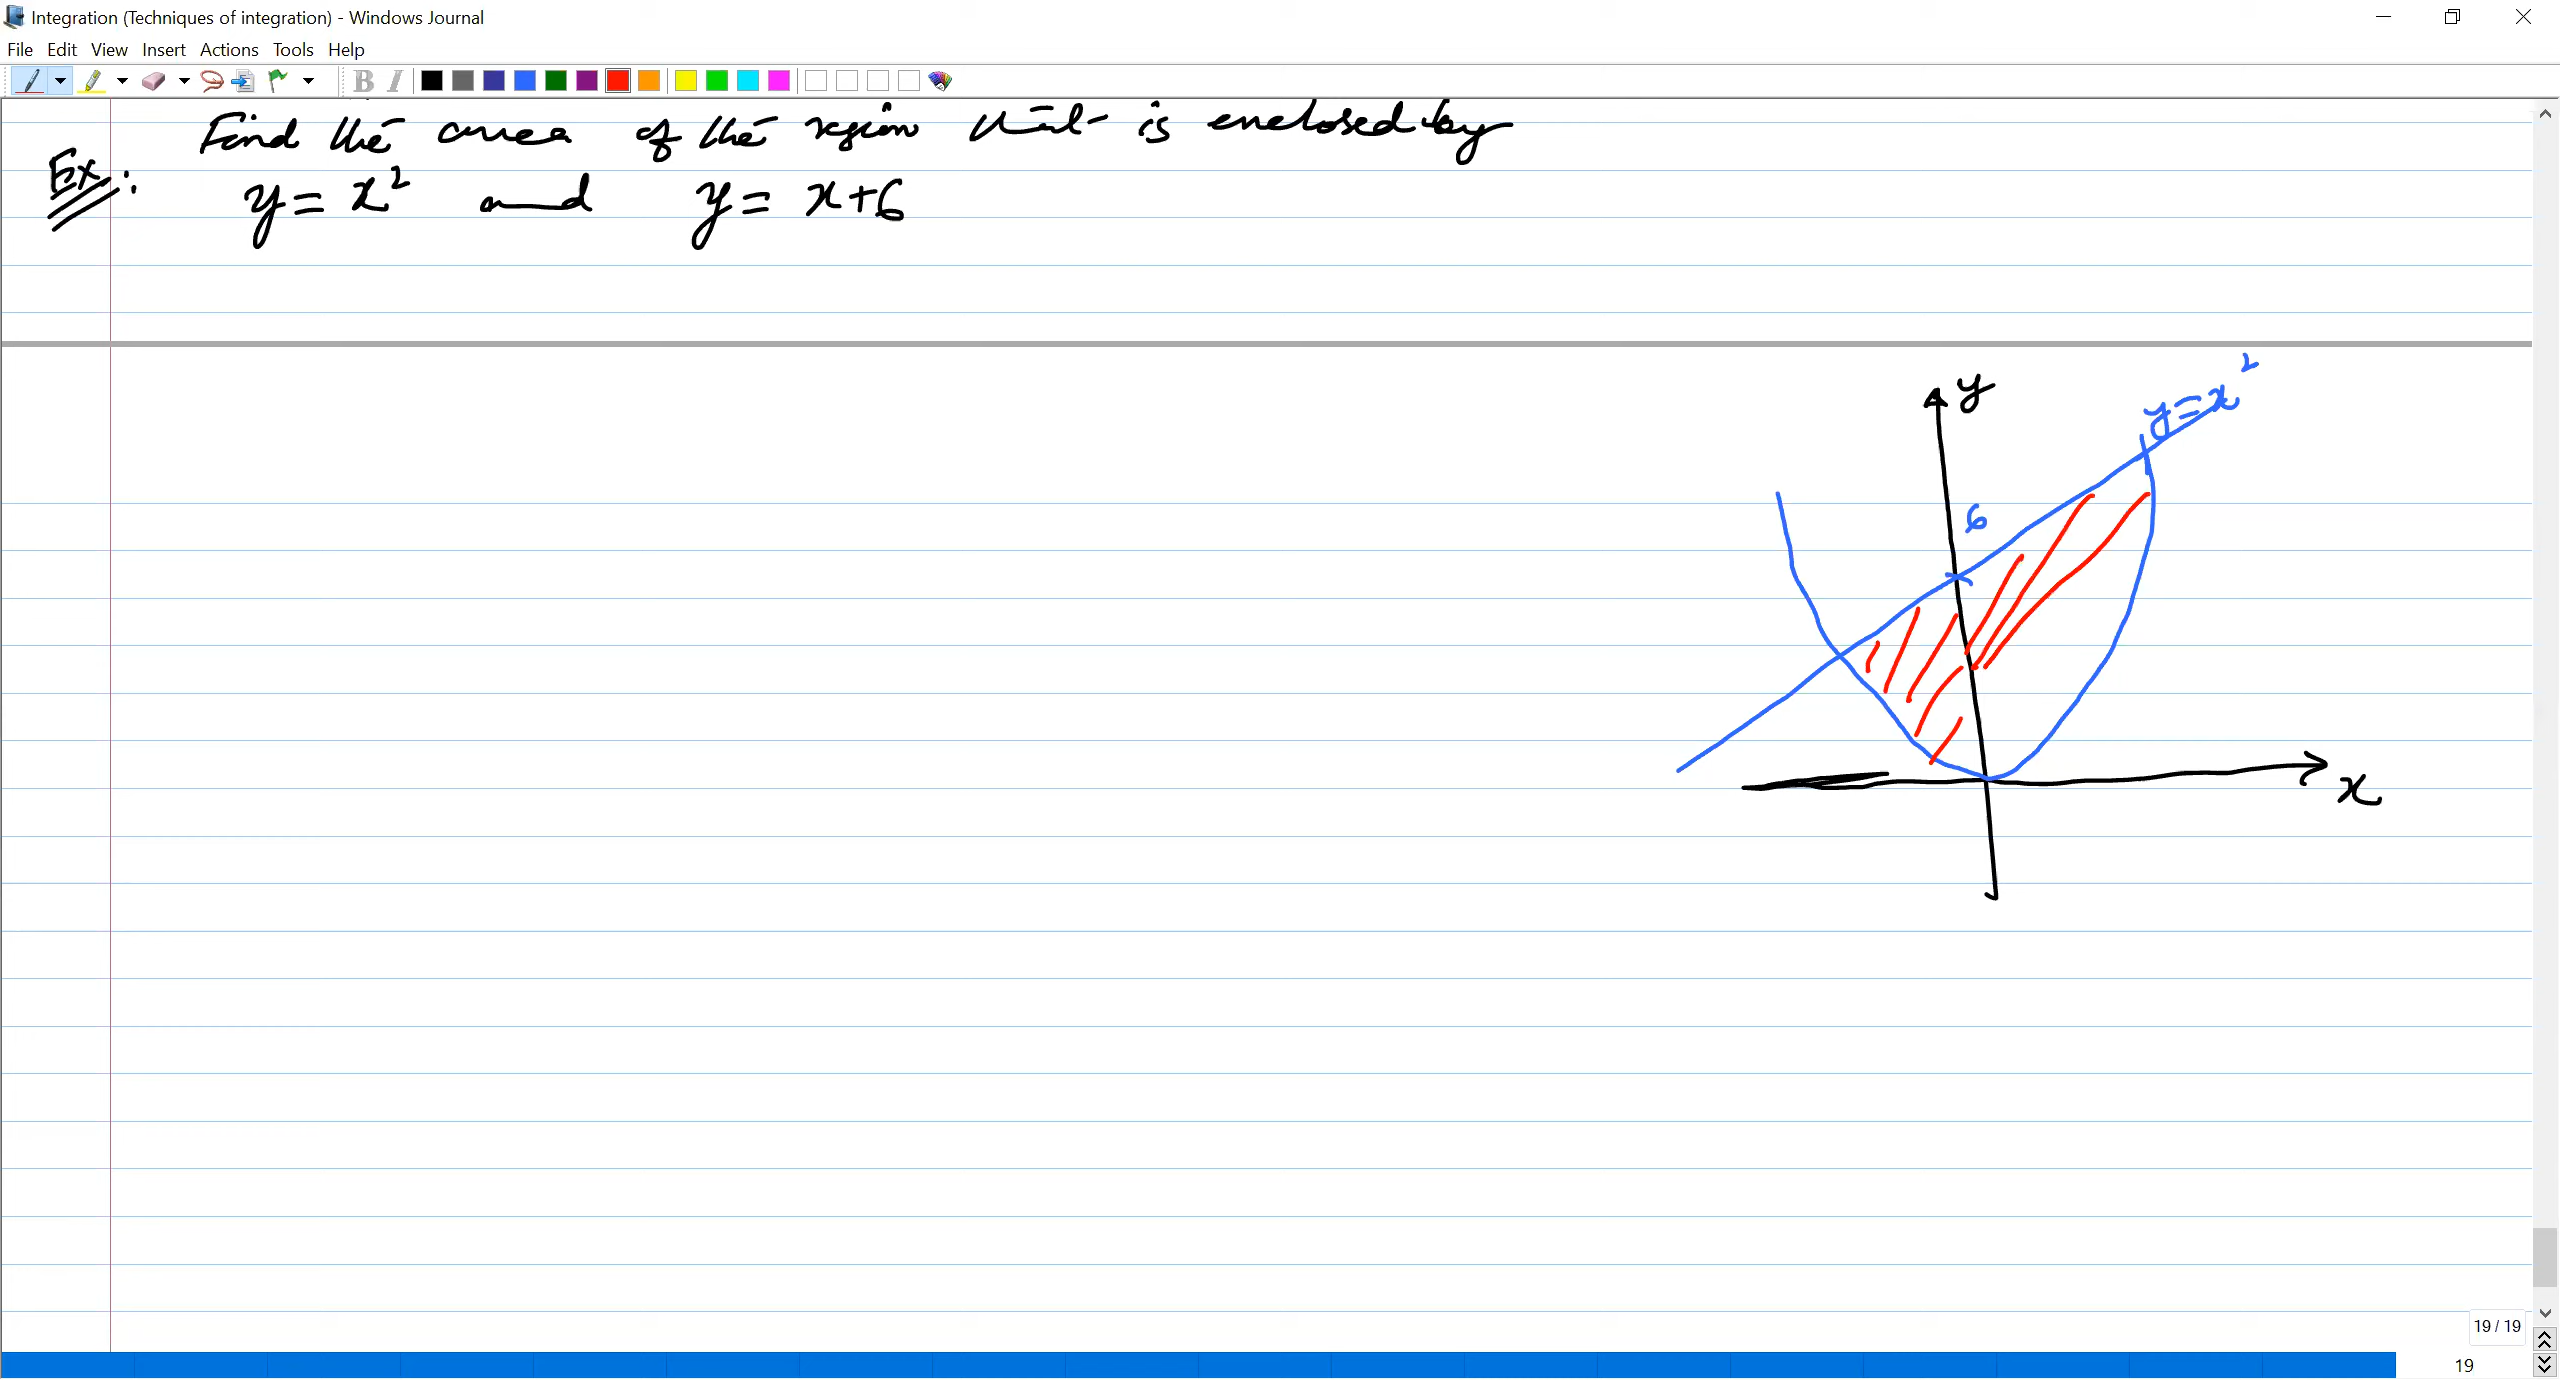 Integration (Techniques of integration) - Windows Journal
File Edit View Insert Actions Tools Help
B I
Find the area of the region that is enclosed by
Ex:
y = x² and y = x+6
y = x²
y
6
x
19 / 19
19